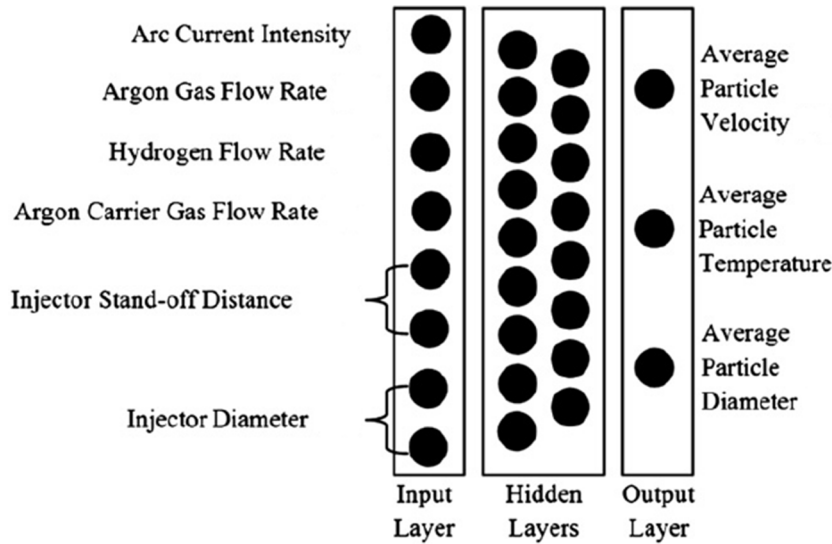 Arc Current Intensity
Argon Gas Flow Rate
Hydrogen Flow Rate
Argon Carrier Gas Flow Rate
Injector Stand-off Distance
Injector Diameter
Average
Particle
Velocity
Average
Particle
Temperature
Average
Particle
Diameter
Input
Layer
Hidden
Layers
Output
Layer